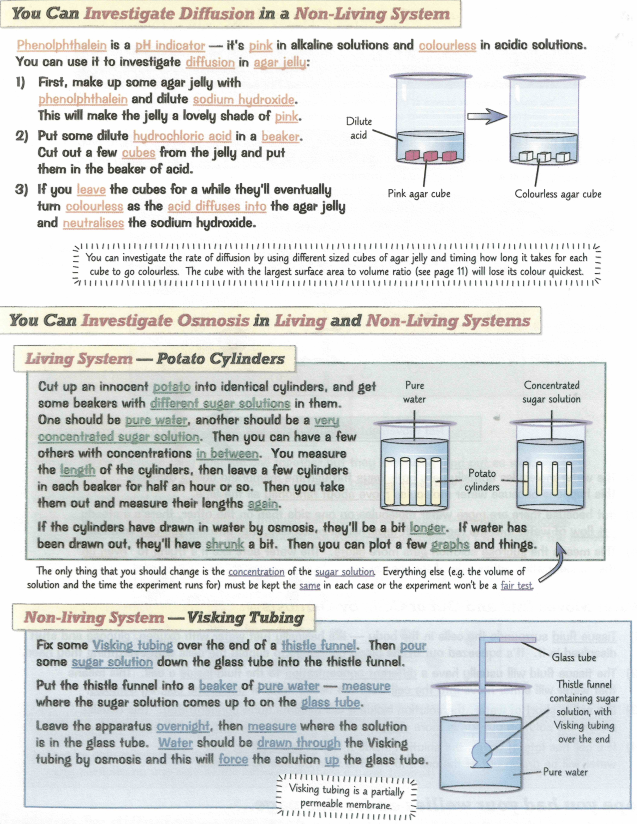 You Can Investigate Diffusion in a Non-Living System
Phenolphthalein is a pH indicator — it's pink in alkaline solutions and colourless in acidic solutions.
You can use it to investigate diffusion in agar jelly:
1) First, make up some agar jelly with
phenolphthalein and dilute sodium hydroxide.
This will make the jelly a lovely shade of pink.
2) Put some dilute hydrochloric acid in a beaker.
Cut out a few cubes from the jelly and put
them in the beaker of acid.
3) If you leave the cubes for a while they'll eventually
turn colourless as the acid diffuses into the agar jelly
and neutralises the sodium hydroxide.
Dilute
acid
Pink agar cube
Colourless agar cube
You can investigate the rate of diffusion by using different sized cubes of agar jelly and timing how long it takes for each
cube to go colourless. The cube with the largest surface area to volume ratio (see page 11) will lose its colour quickest.
You Can Investigate Osmosis in Living and Non-Living Systems
Living System — Potato Cylinders
Cut up an innocent potato into identical cylinders, and get
some beakers with different sugar solutions in them.
One should be pure water, another should be a very
concentrated sugar solution. Then you can have a few
others with concentrations in between. You measure
the length of the cylinders, then leave a few cylinders
in each beaker for half an hour or so. Then you take
them out and measure their lengths again.
If the cylinders have drawn in water by osmosis, they'll be a bit longer. If water has
been drawn out, they'll have shrunk a bit. Then you can plot a few graphs and things.
Pure
water
Concentrated
sugar solution
Potato
cylinders
The only thing that you should change is the concentration of the sugar solution. Everything else (e.g. the volume of
solution and the time the experiment runs for) must be kept the same in each case or the experiment won't be a fair test.
Non-living System — Visking Tubing
Fix some Visking tubing over the end of a thistle funnel. Then pour
some sugar solution down the glass tube into the thistle funnel.
Put the thistle funnel into a beaker of pure water — measure
where the sugar solution comes up to on the glass tube.
Leave the apparatus overnight, then measure where the solution
is in the glass tube. Water should be drawn through the Visking
tubing by osmosis and this will force the solution up the glass tube.
Glass tube
Thistle funnel
containing sugar
solution, with
Visking tubing
over the end
Pure water
Visking tubing is a partially
permeable membrane.